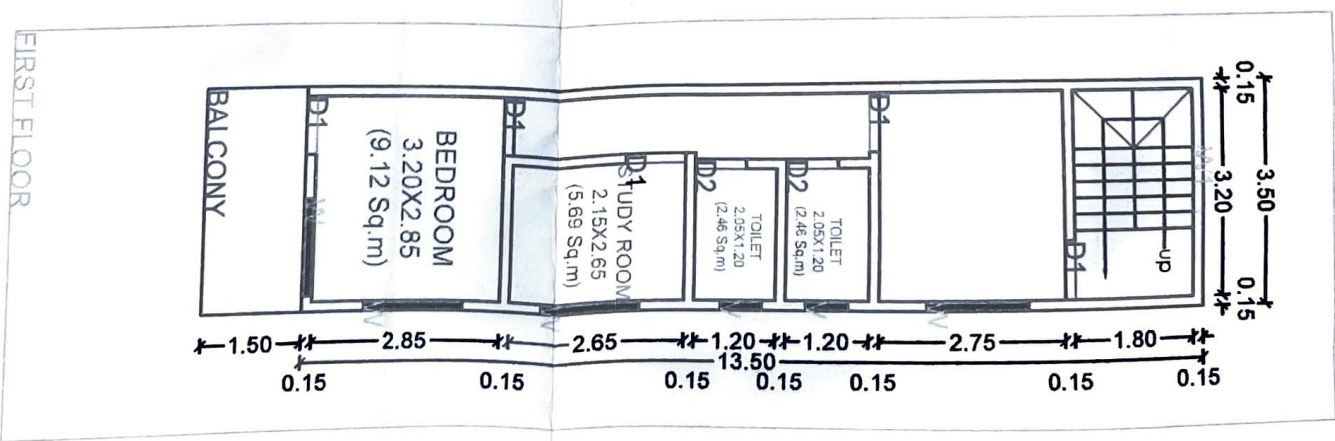 FIRST FLOOR
BALCONY
D1
BEDROOM
3.20X2.85
(9.12 Sq.m)
W
W
D1
D1
STUDY ROOM
2.15X2.65
(5.69 Sq.m)
W
D2
TOILET
2.05X1.20
(2.46 Sq.m)
W
D2
TOILET
2.05X1.20
(2.46 Sq.m)
W
D1
W
D1
up
0.15
3.20
0.15
3.50
1.50
2.85
2.65
1.20
1.20
2.75
1.80
13.50
0.15
0.15
0.15
0.15
0.15
0.15
0.15